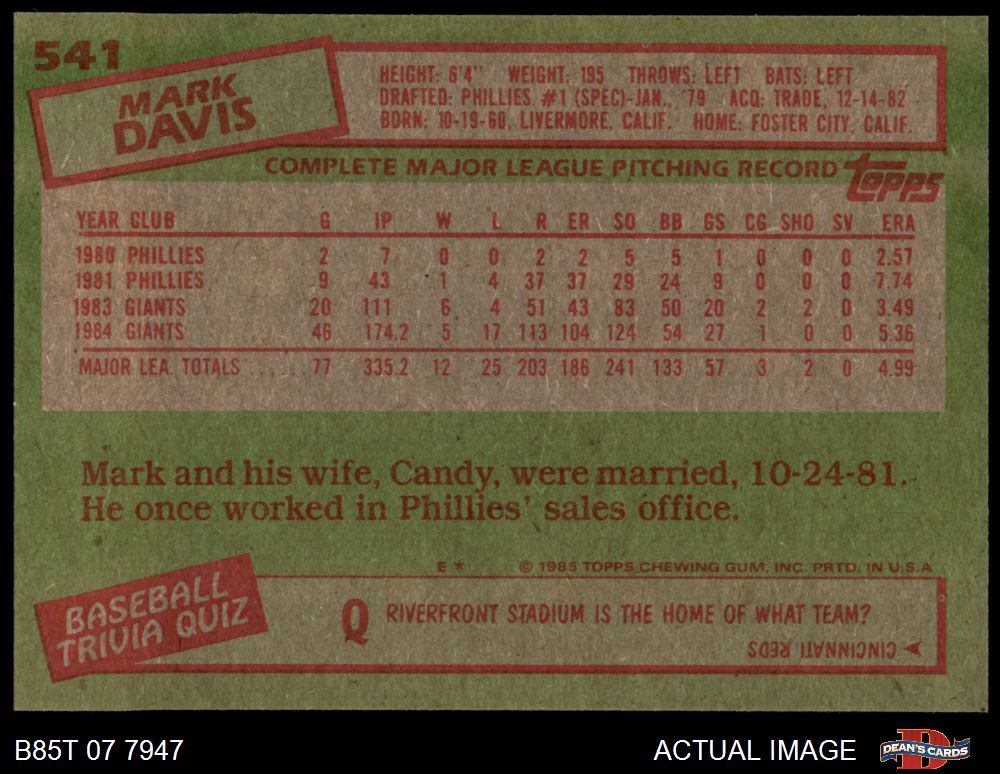 541
MARK
DAVIS
HEIGHT: 6'4" WEIGHT: 195 THROWS: LEFT BATS: LEFT
DRAFTED: PHILLIES #1 (SPEC)-JAN., '79 ACQ: TRADE, 12-14-82
BORN: 10-19-60, LIVERMORE, CALIF. HOME: FOSTER CITY, CALIF.
COMPLETE MAJOR LEAGUE PITCHING RECORD topps
YEAR CLUB G IP W L R ER SO BB GS CG SHO SV ERA
1980 PHILLIES 2 7 0 0 2 2 5 5 1 0 0 0 2.57
1981 PHILLIES 9 43 1 4 37 37 29 24 9 0 0 0 7.74
1983 GIANTS 20 111 6 4 51 43 83 50 20 2 2 0 3.49
1984 GIANTS 46 174.2 5 17 113 104 124 54 27 1 0 0 5.36
MAJOR LEA. TOTALS ...... 77 335.2 12 25 203 186 241 133 57 3 2 0 4.99
Mark and his wife, Candy, were married, 10-24-81.
He once worked in Phillies' sales office.
E * © 1985 TOPPS CHEWING GUM, INC. PRTD. IN U.S.A
BASEBALL
TRIVIA QUIZ
Q RIVERFRONT STADIUM IS THE HOME OF WHAT TEAM?
CINCINNATI REDS
B85T 07 7947 ACTUAL IMAGE DEAN'S CARDS